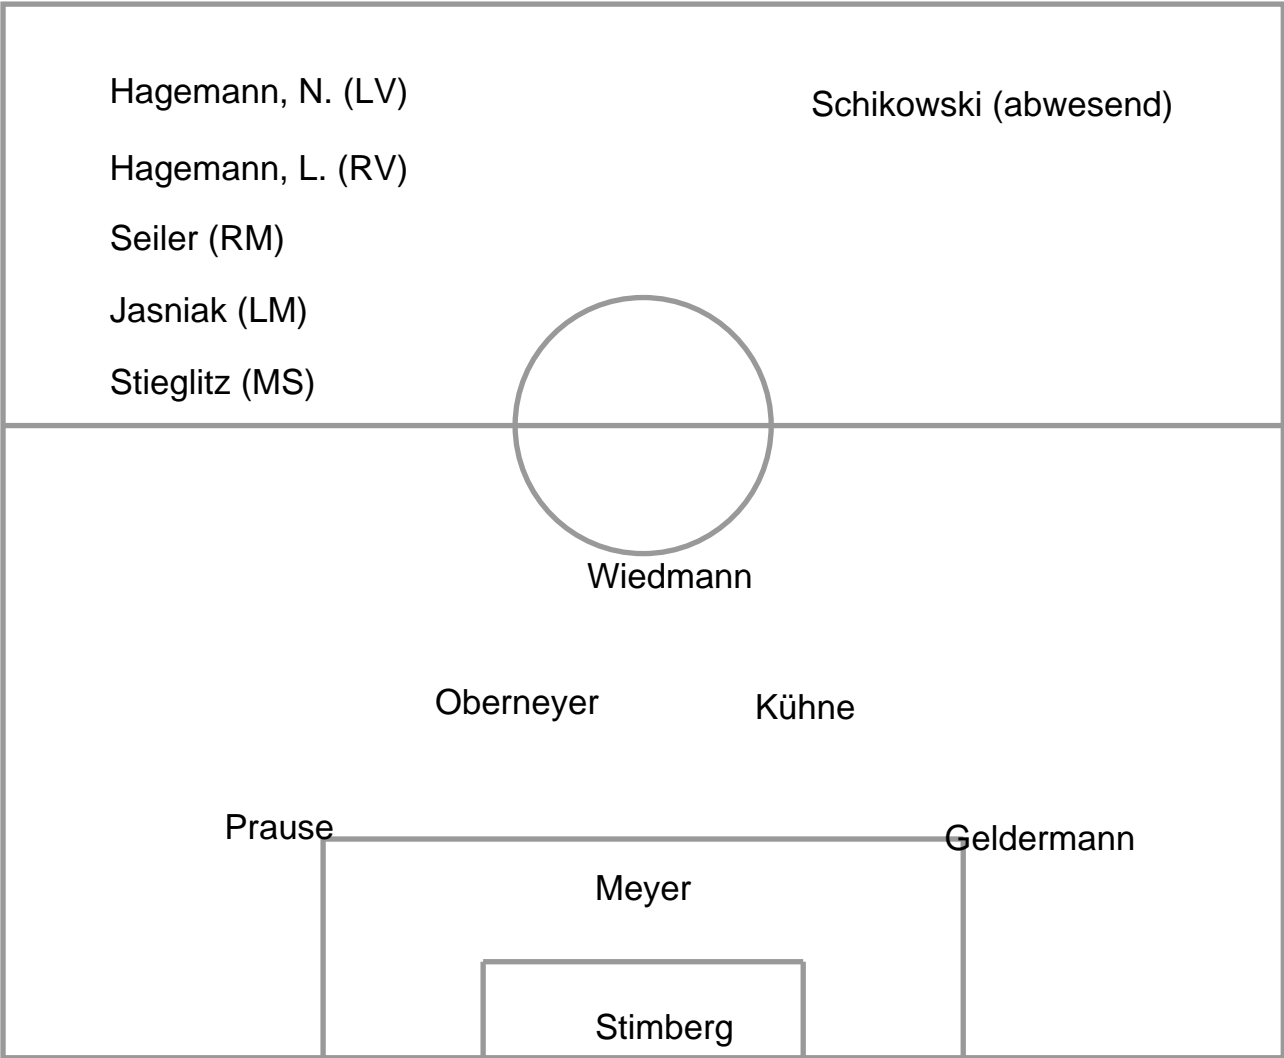 Hagemann, N. (LV)
Schikowski (abwesend)
Hagemann, L. (RV)
Seiler (RM)
Jasniak (LM)
Stieglitz (MS)
Wiedmann
Oberneyer
Kühne
Prause
Geldermann
Meyer
Stimberg